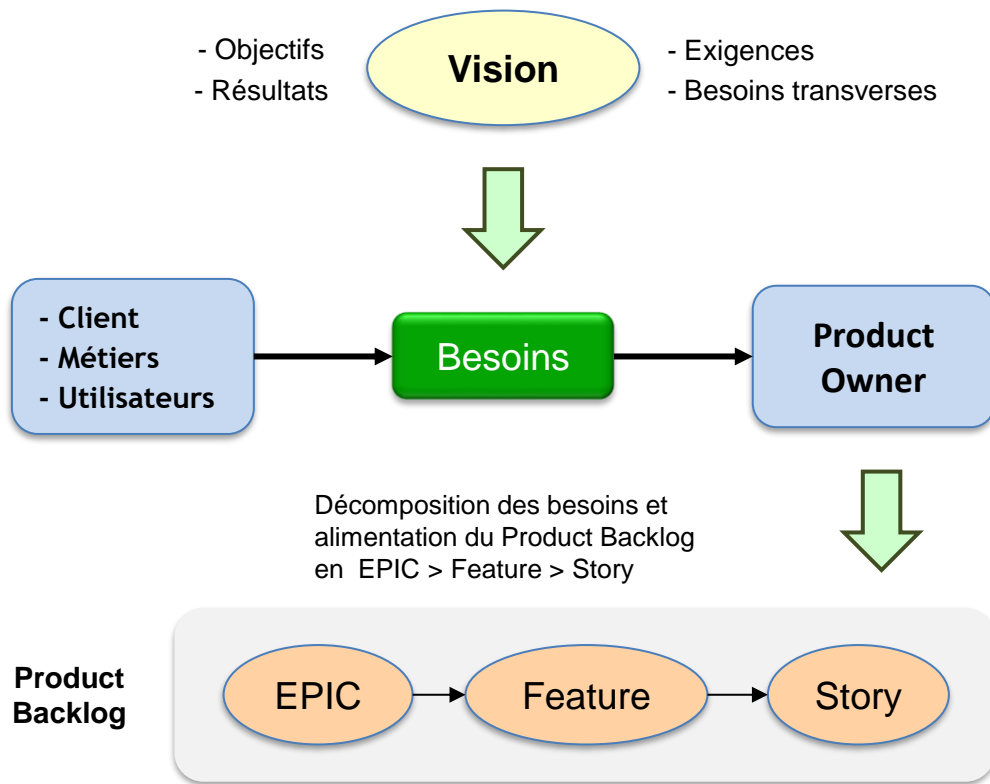 - Objectifs
- Résultats
Vision
- Exigences
- Besoins transverses
- Client
- Métiers
- Utilisateurs
Besoins
Product
Owner
Décomposition des besoins et
alimentation du Product Backlog
en  EPIC > Feature > Story
Product
Backlog
EPIC
Feature
Story